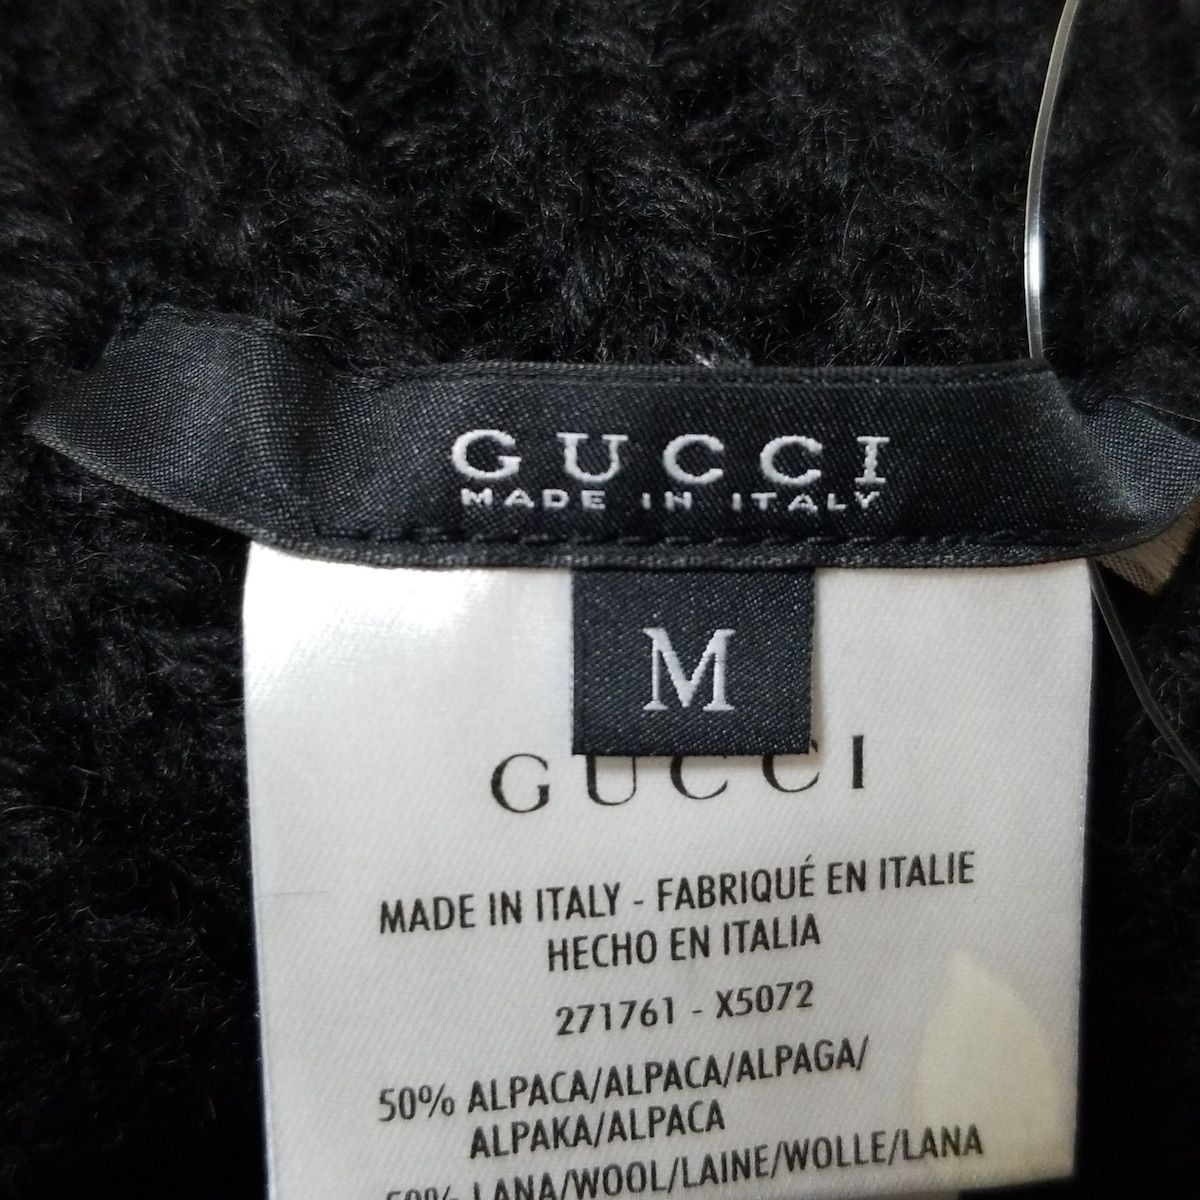 GUCCI
MADE IN ITALY
M
GUCCI
MADE IN ITALY - FABRIQUÉ EN ITALIE
HECHO EN ITALIA
271761 - X5072
50% ALPACA/ALPACA/ALPAGA/
ALPAKA/ALPACA
50% LANA/WOOL/LAINE/WOLLE/LANA